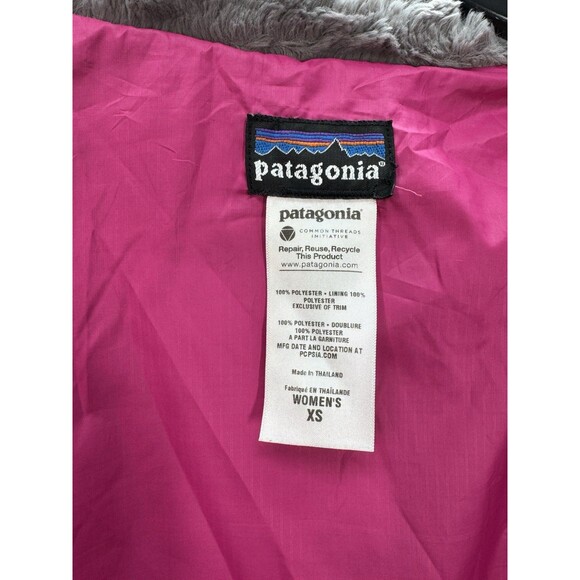 patagonia®
patagonia®
COMMON THREADS
INITIATIVE
Repair, Reuse, Recycle
This Product
www.patagonia.com
100% POLYESTER • LINING 100%
POLYESTER
EXCLUSIVE OF TRIM
100% POLYESTER • DOUBLURE
100% POLYESTER
A PART LA GARNITURE
MFG DATE AND LOCATION AT
PCPSIA.COM
Made in THAILAND
Fabriqué EN THAÏLANDE
WOMEN'S
XS